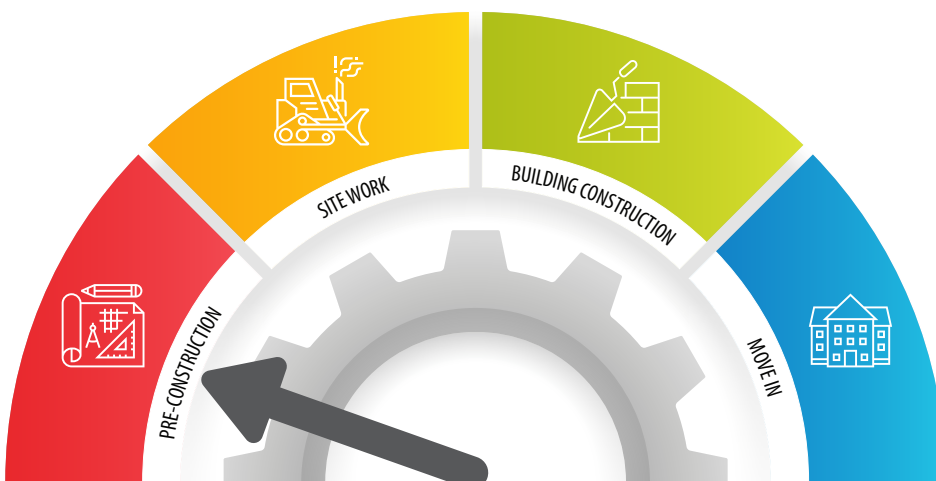 PRE-CONSTRUCTION
SITE WORK
BUILDING CONSTRUCTION
MOVE IN